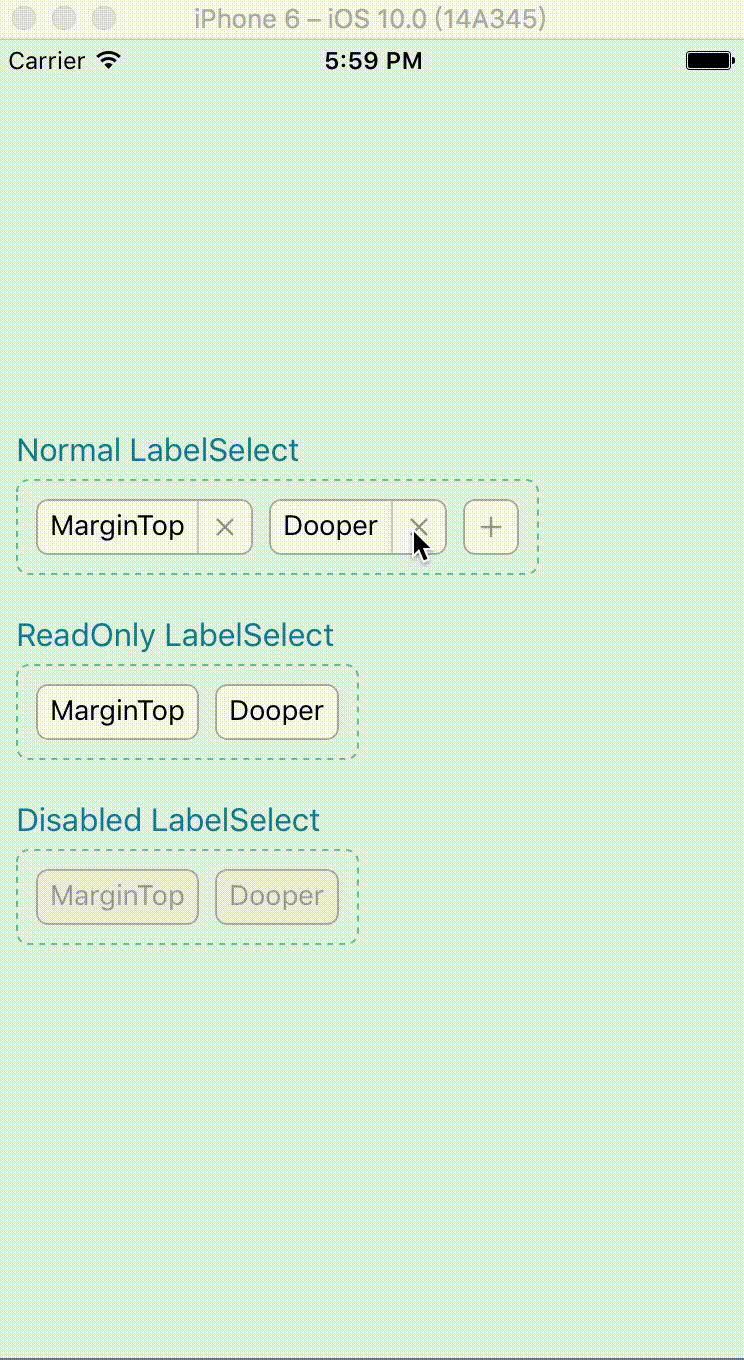 iPhone 6 – iOS 10.0 (14A345)
Carrier 5:59 PM
Normal LabelSelect
MarginTop × Dooper × +
ReadOnly LabelSelect
MarginTop Dooper
Disabled LabelSelect
MarginTop Dooper